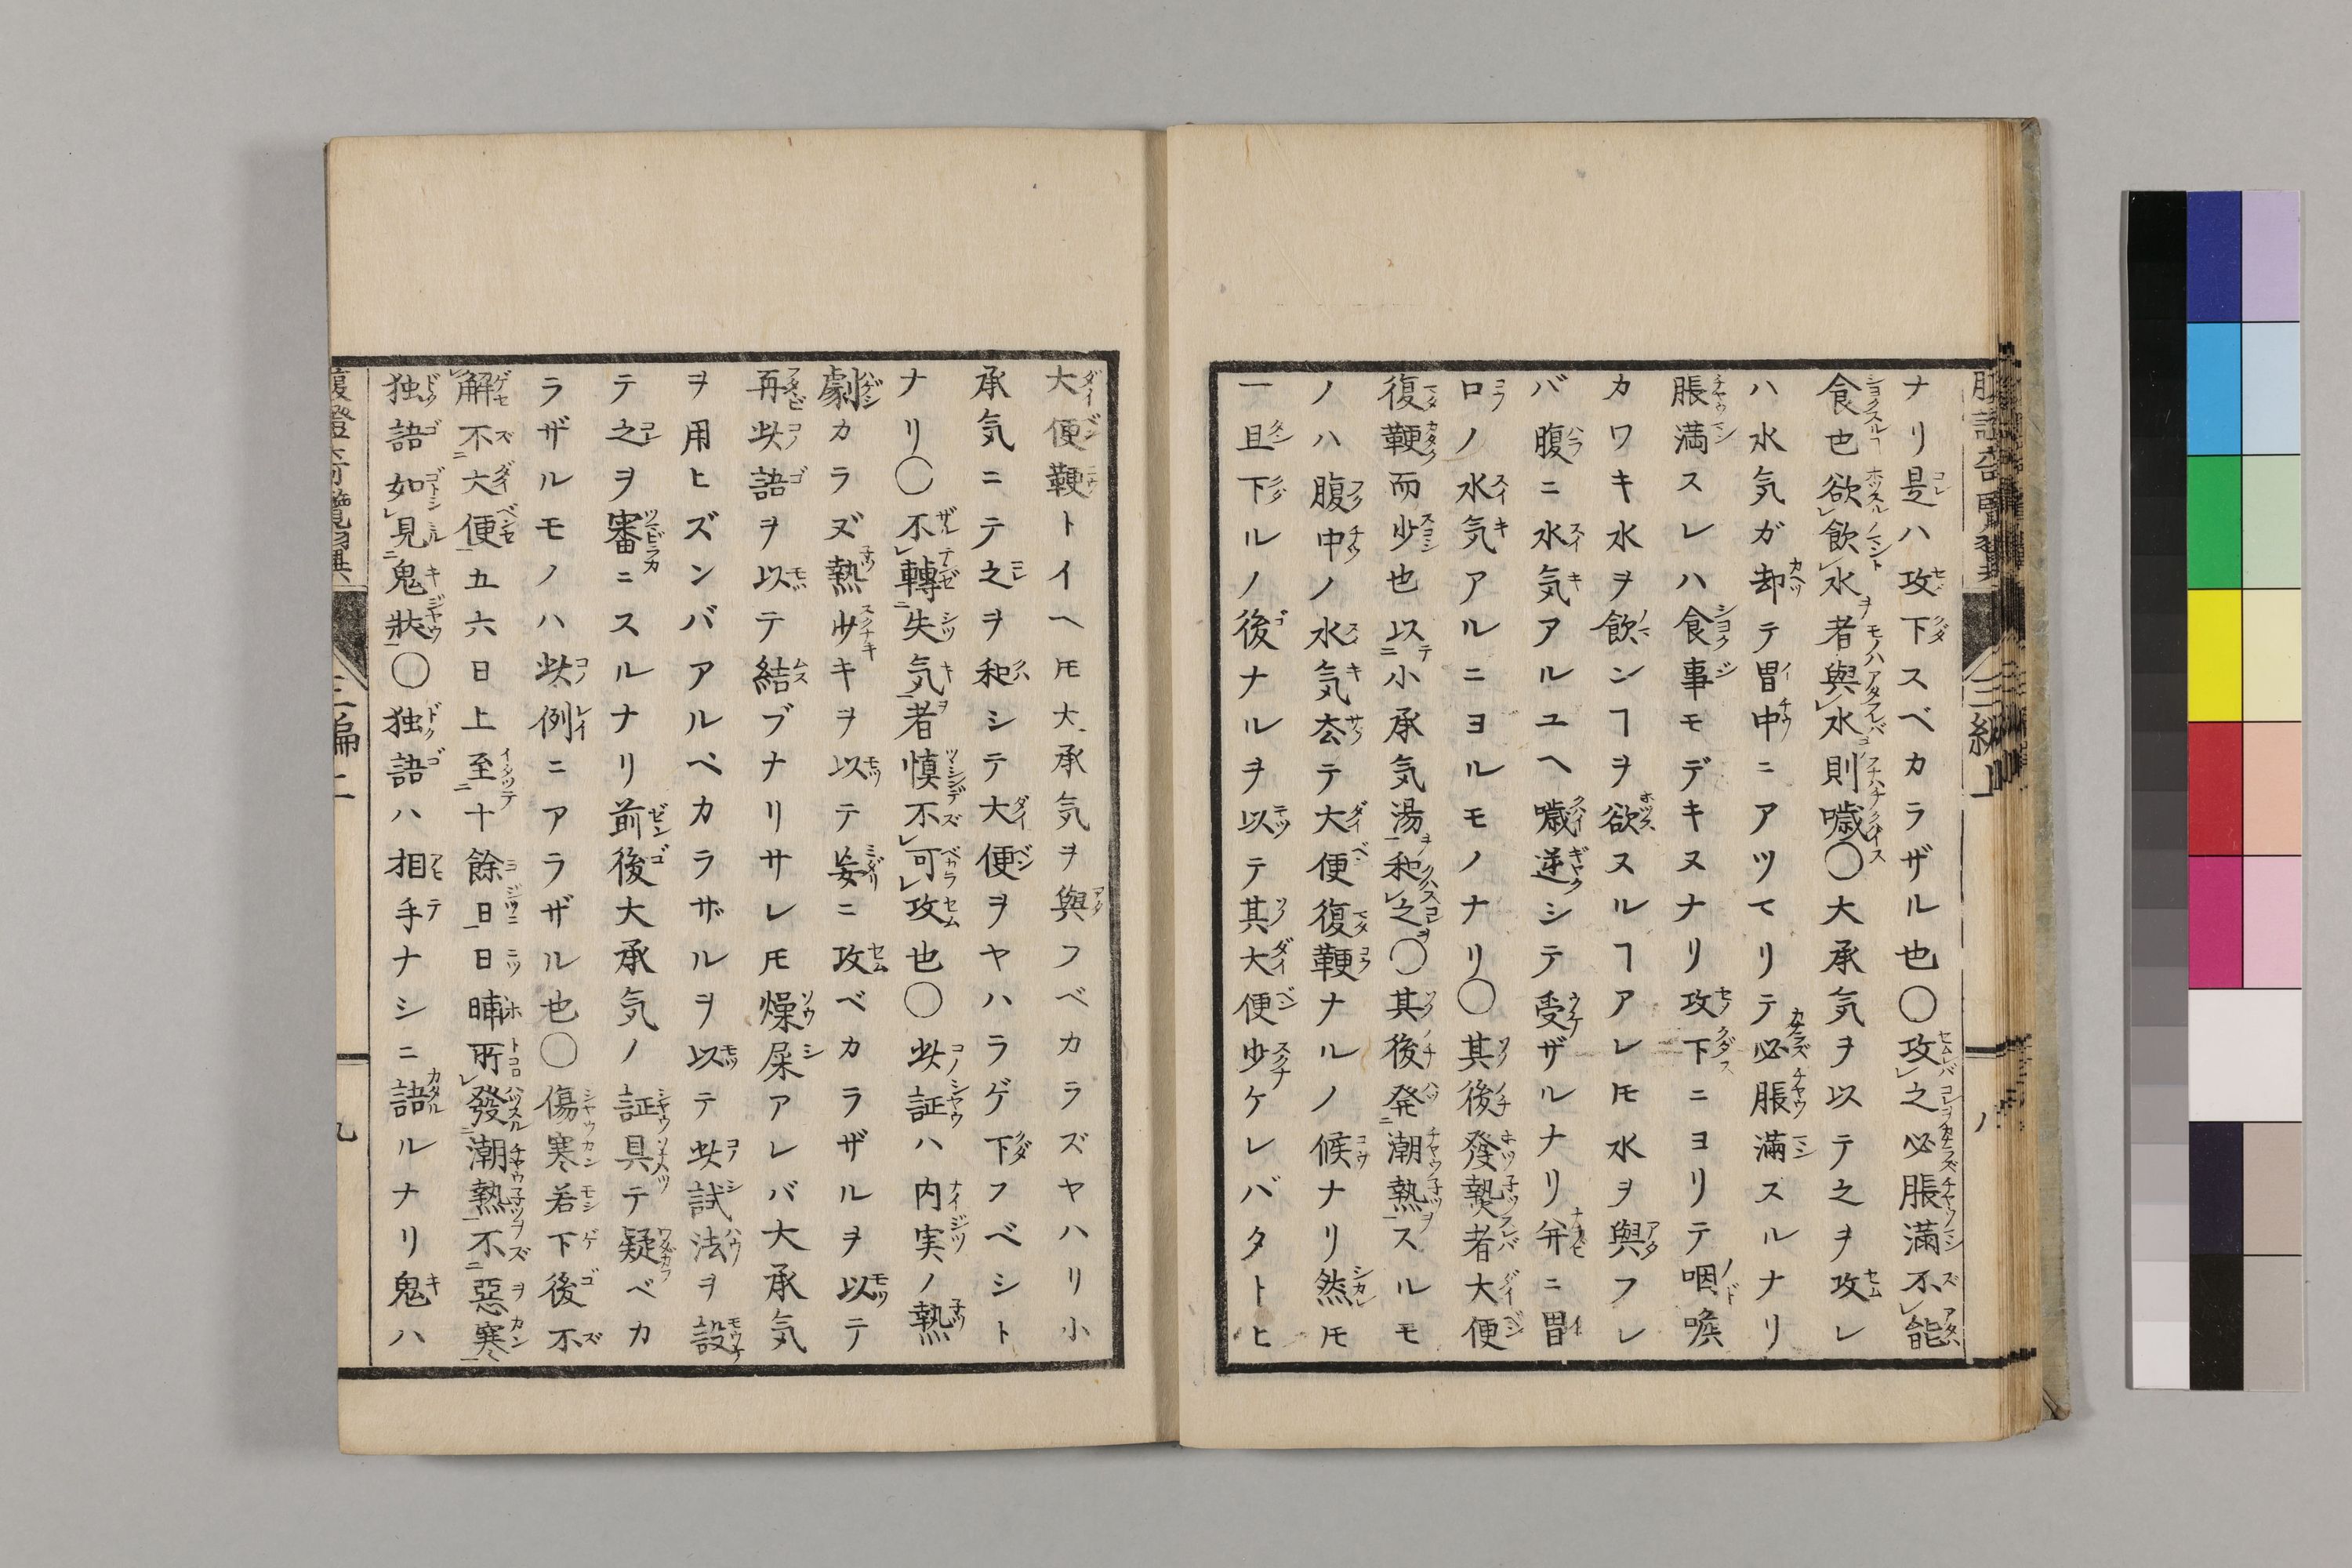 ナリ是ハ攻下スベカラザル也〇攻之必脹滿不能
食也欲飲水者與水則噦〇大承気ヲ以テ之ヲ攻レ
ハ水気ガ却テ胃中ニアツマリテ必脹滿スルナリ
脹満スレハ食事モデキヌナリ攻下ニヨリテ咽喉
カワキ水ヲ飲ンヿヲ欲スルヿアレ𪜈水ヲ與フレ
バ腹ニ水気アルユヘ噦逆シテ受ザルナリ并ニ胃
口ノ水気アルニヨルモノナリ〇其後發熱者大便
復鞕而少也以小承気湯和之〇其後発潮熱スルモ
ノハ腹中ノ水気去テ大便復鞕ナルノ候ナリ然𪜈
一旦下ルノ後ナルヲ以テ其大便少ケレバタトヒ
大便鞕トイヘ𪜈大承気ヲ與フベカラズヤハリ小
承気ニテ之ヲ和シテ大便ヲヤハラゲ下フベシト
ナリ〇不轉失気者慎不可攻也〇此証ハ内実ノ熱
劇カラヌ熱少キヲ以テ妄ニ攻ベカラザルヲ以テ
再此語ヲ以テ結ブナリサレ𪜈燥屎アレバ大承気
ヲ用ヒズンバアルベカラザルヲ以テ此試法ヲ設
テ之ヲ審ニスルナリ前後大承気ノ証具テ疑ベカ
ラザルモノハ此例ニアラザル也〇傷寒若下後不
解不大便五六日上至十餘日日晡所發潮熱不惡寒
独語如見鬼狀〇独語ハ相手ナシニ語ルナリ鬼ハ